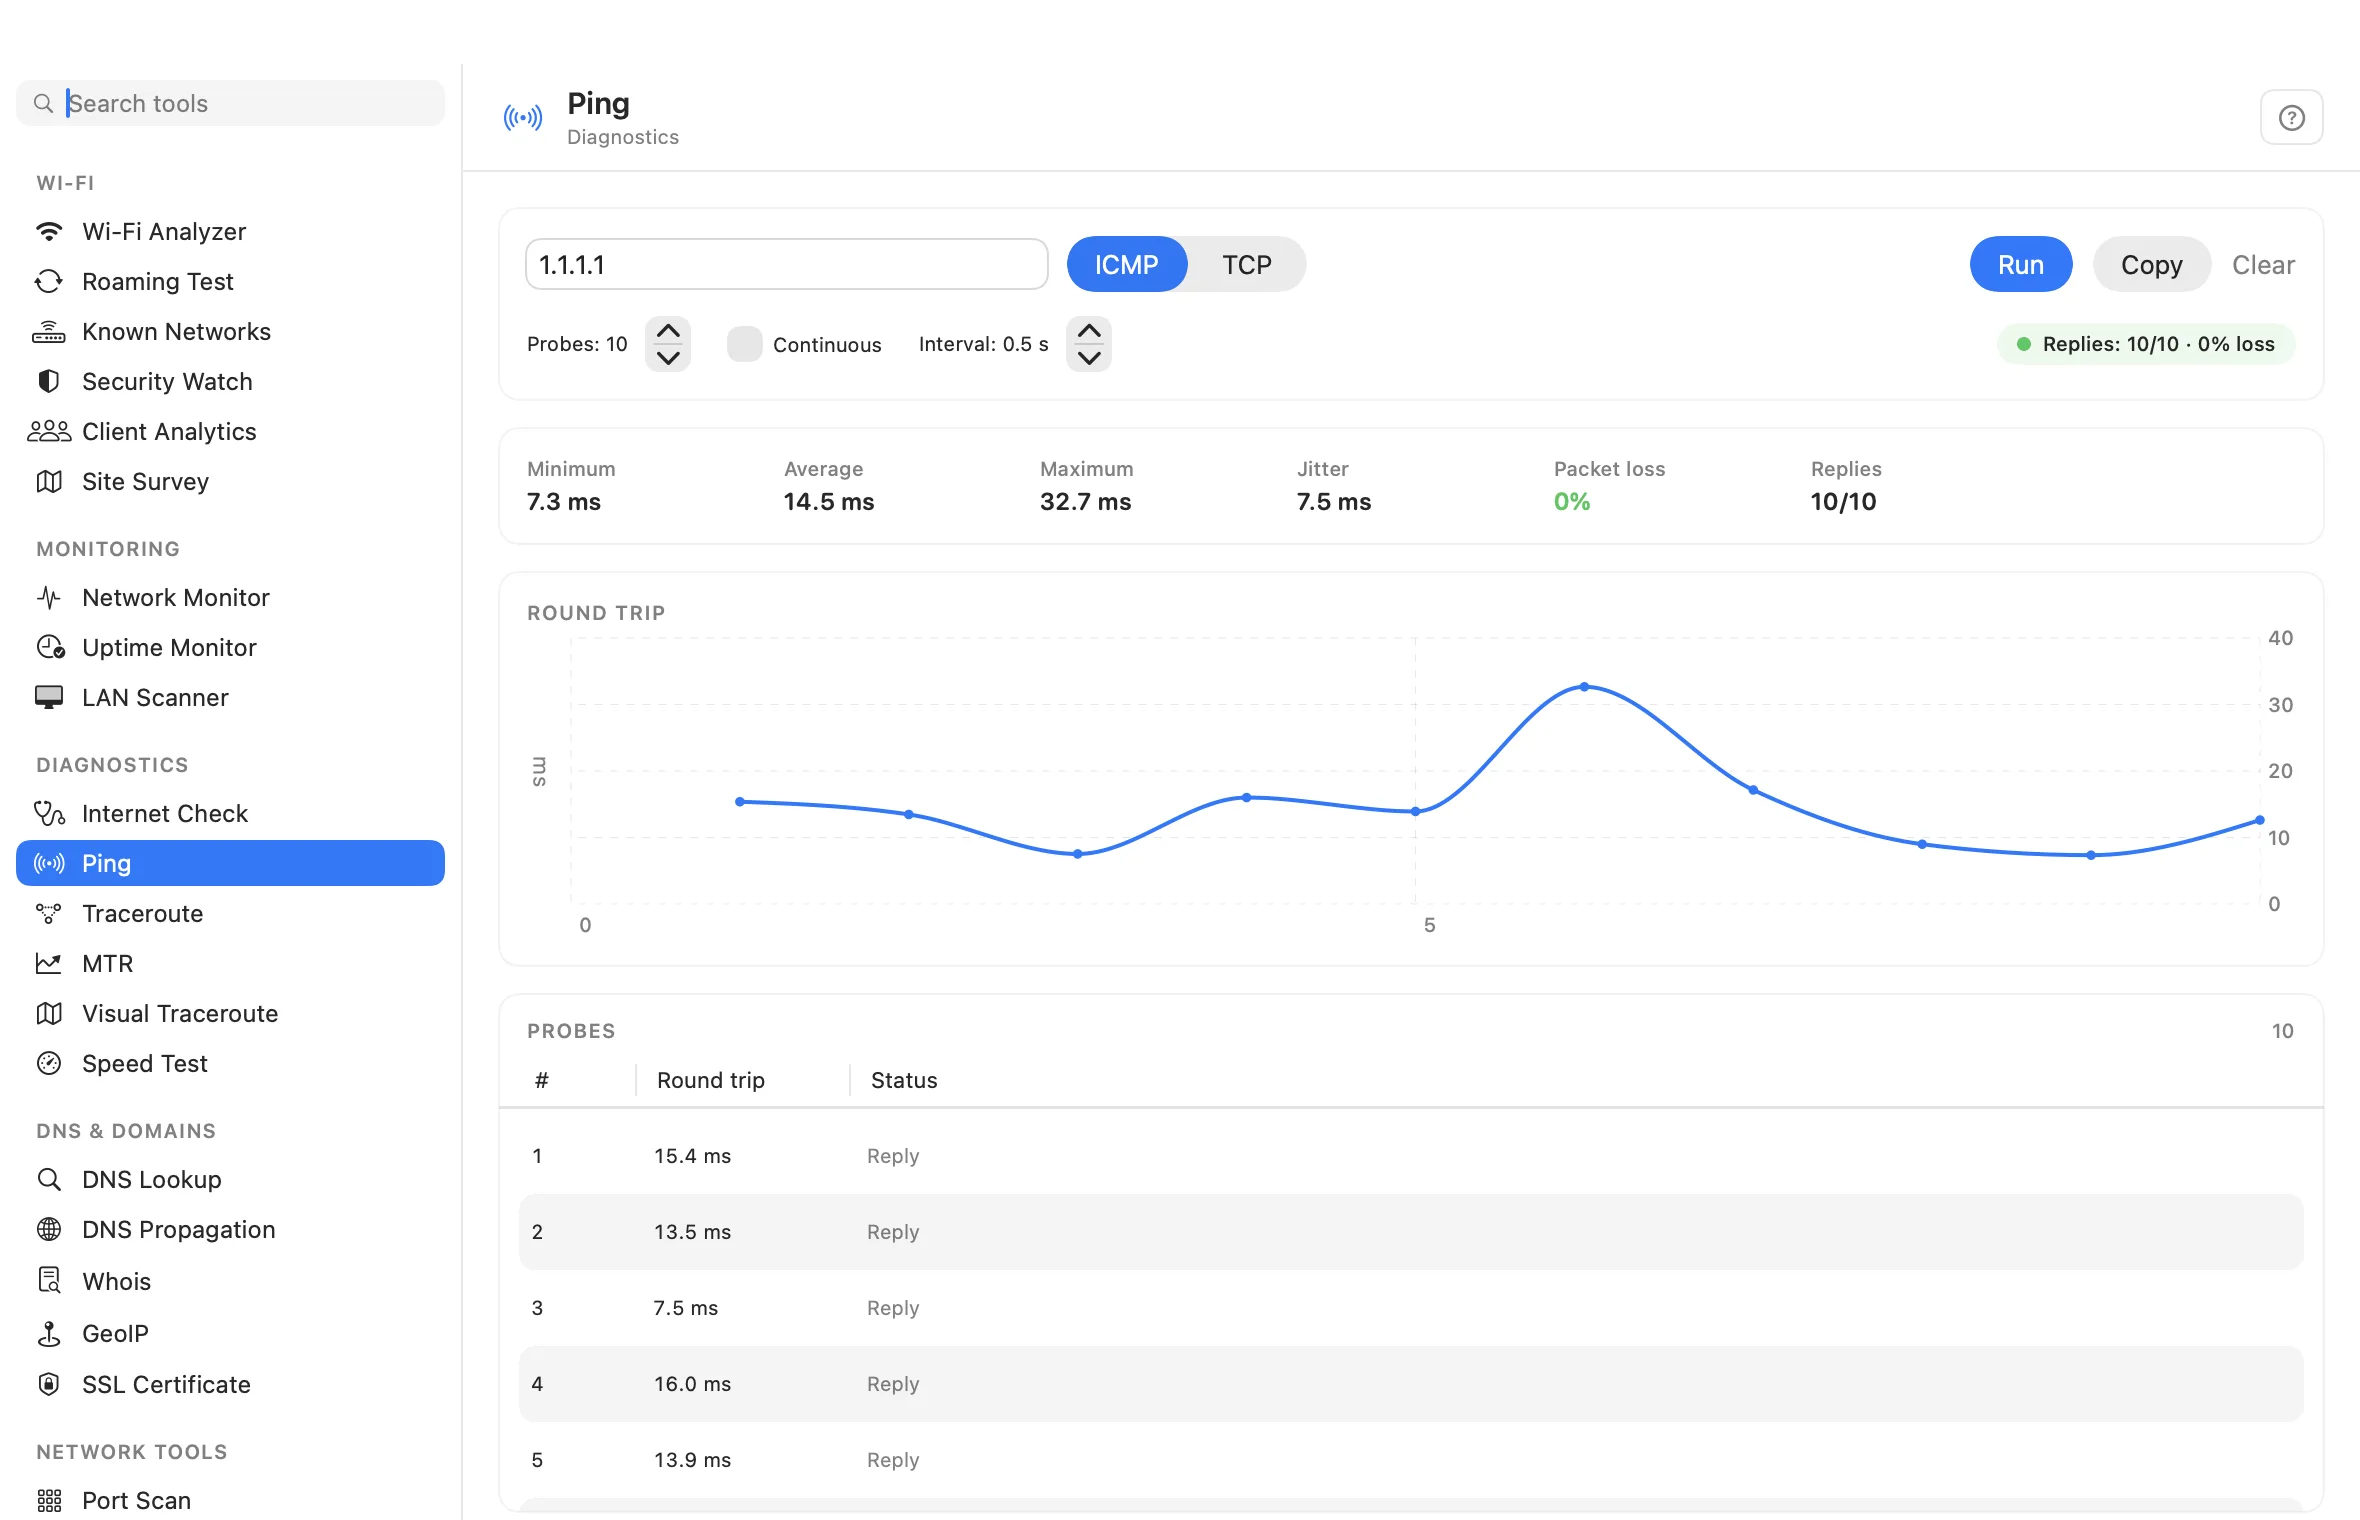 Search tools
WI-FI
Wi-Fi Analyzer
Roaming Test
Known Networks
Security Watch
Client Analytics
Site Survey
MONITORING
Network Monitor
Uptime Monitor
LAN Scanner
DIAGNOSTICS
Internet Check
Ping
Traceroute
MTR
Visual Traceroute
Speed Test
DNS & DOMAINS
DNS Lookup
DNS Propagation
Whois
GeoIP
SSL Certificate
NETWORK TOOLS
Port Scan
Ping
Diagnostics
?
1.1.1.1 ICMP TCP Run Copy Clear
Probes: 10 Continuous Interval: 0.5 s Replies: 10/10 · 0% loss
Minimum Average Maximum Jitter Packet loss Replies
7.3 ms 14.5 ms 32.7 ms 7.5 ms 0% 10/10
ROUND TRIP
40
30
ms 20
10
0
0 5
PROBES 10
# Round trip Status
1 15.4 ms Reply
2 13.5 ms Reply
3 7.5 ms Reply
4 16.0 ms Reply
5 13.9 ms Reply